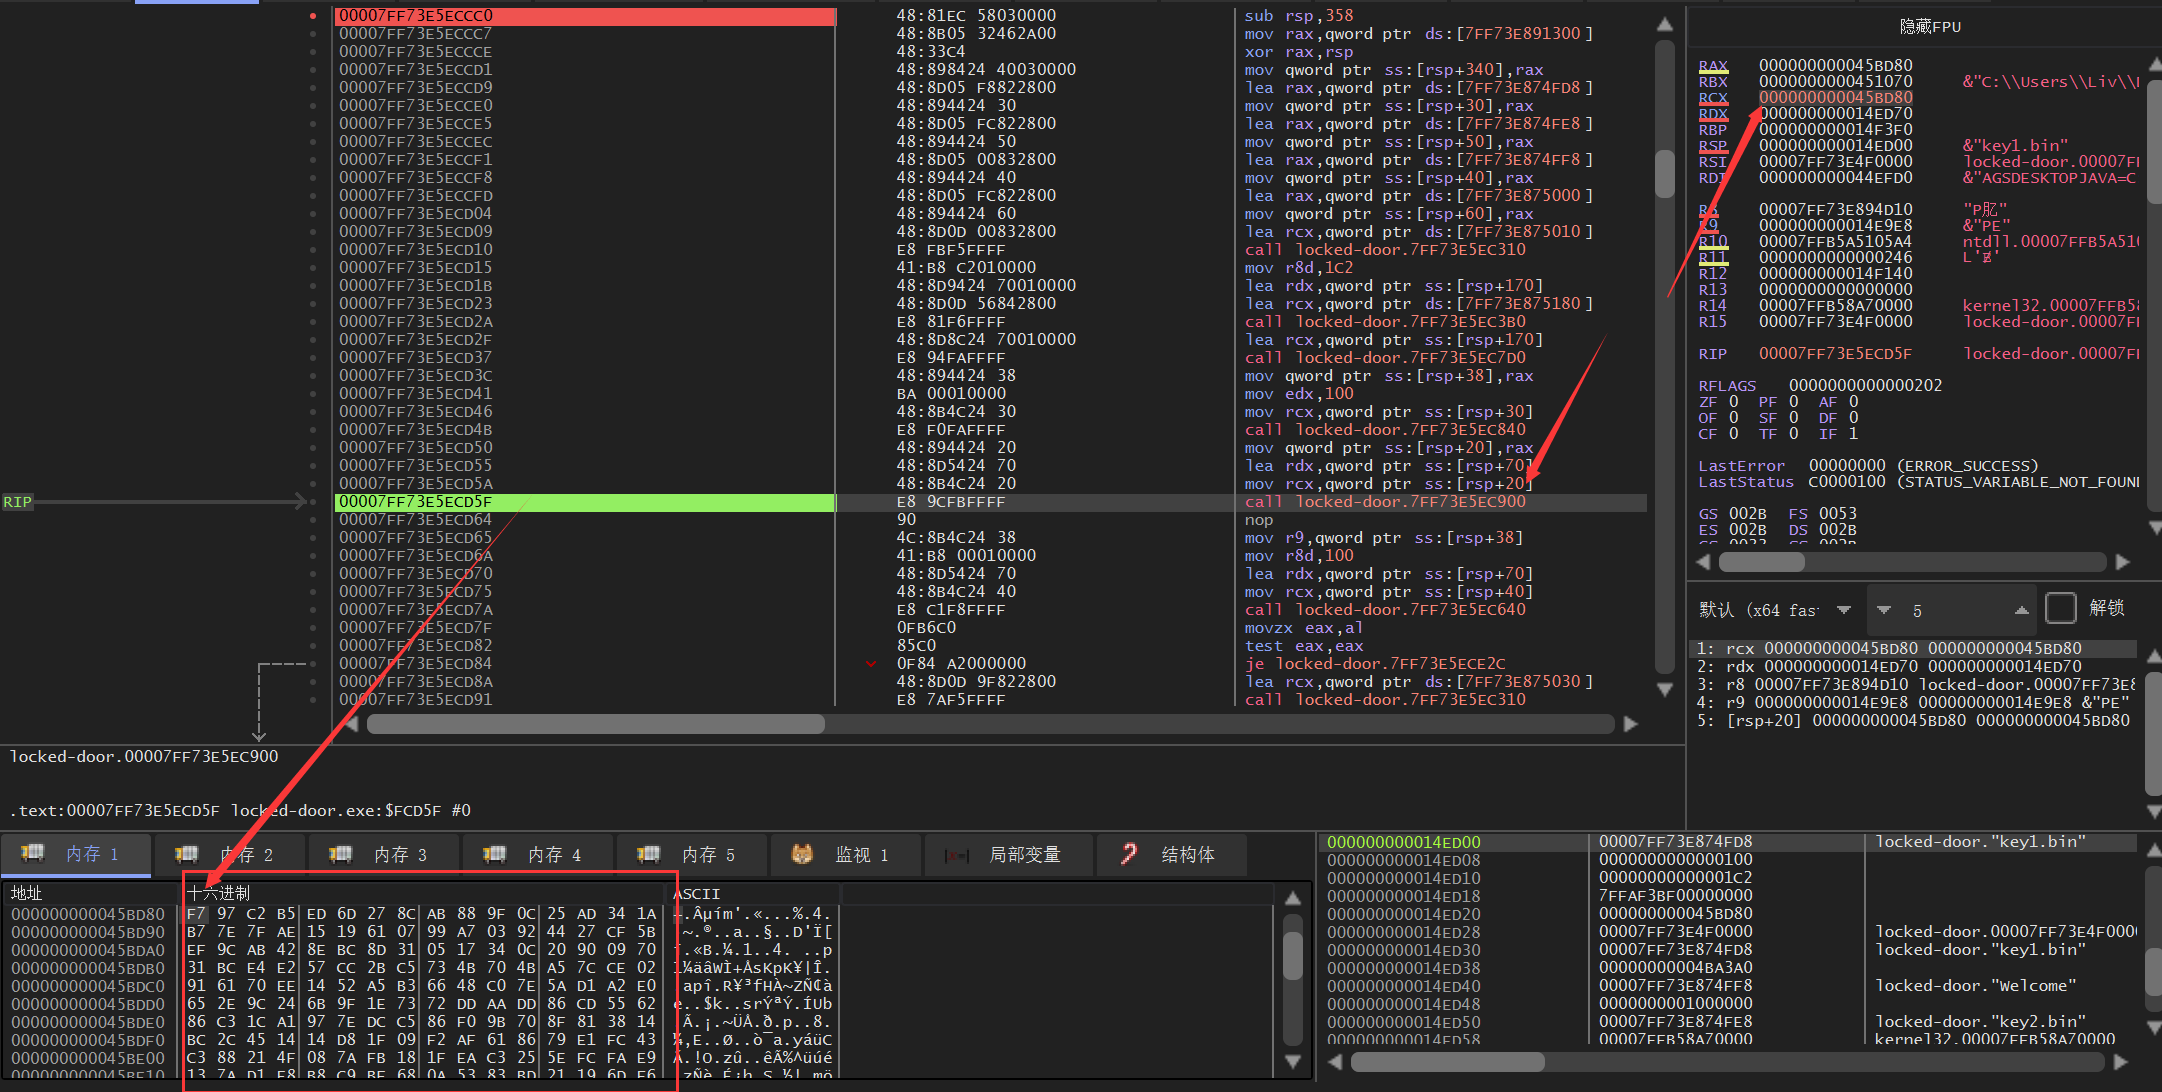 00007FF73E5ECCC0 48:81EC 58030000 sub rsp,358
00007FF73E5ECCC7 48:8B05 32462A00 mov rax,qword ptr ds:[7FF73E891300]
00007FF73E5ECCCE 48:33C4 xor rax,rsp
00007FF73E5ECCD1 48:898424 40030000 mov qword ptr ss:[rsp+340],rax
00007FF73E5ECCD9 48:8D05 F8822800 lea rax,qword ptr ds:[7FF73E874FD8]
00007FF73E5ECCE0 48:894424 30 mov qword ptr ss:[rsp+30],rax
00007FF73E5ECCE5 48:8D05 FC822800 lea rax,qword ptr ds:[7FF73E874FE8]
00007FF73E5ECCEC 48:894424 50 mov qword ptr ss:[rsp+50],rax
00007FF73E5ECCF1 48:8D05 00832800 lea rax,qword ptr ds:[7FF73E874FF8]
00007FF73E5ECCF8 48:894424 40 mov qword ptr ss:[rsp+40],rax
00007FF73E5ECCFD 48:8D05 FC822800 lea rax,qword ptr ds:[7FF73E875000]
00007FF73E5ECD04 48:894424 60 mov qword ptr ss:[rsp+60],rax
00007FF73E5ECD09 48:8D0D 00832800 lea rcx,qword ptr ds:[7FF73E875010]
00007FF73E5ECD10 E8 FBF5FFFF call locked-door.7FF73E5EC310
00007FF73E5ECD15 41:B8 C2010000 mov r8d,1C2
00007FF73E5ECD1B 48:8D9424 70010000 lea rdx,qword ptr ss:[rsp+170]
00007FF73E5ECD23 48:8D0D 56842800 lea rcx,qword ptr ds:[7FF73E875180]
00007FF73E5ECD2A E8 81F6FFFF call locked-door.7FF73E5EC3B0
00007FF73E5ECD2F 48:8D8C24 70010000 lea rcx,qword ptr ss:[rsp+170]
00007FF73E5ECD37 E8 94FAFFFF call locked-door.7FF73E5EC7D0
00007FF73E5ECD3C 48:894424 38 mov qword ptr ss:[rsp+38],rax
00007FF73E5ECD41 BA 00010000 mov edx,100
00007FF73E5ECD46 48:8B4C24 30 mov rcx,qword ptr ss:[rsp+30]
00007FF73E5ECD4B E8 F0FAFFFF call locked-door.7FF73E5EC840
00007FF73E5ECD50 48:894424 20 mov qword ptr ss:[rsp+20],rax
00007FF73E5ECD55 48:8D5424 70 lea rdx,qword ptr ss:[rsp+70]
00007FF73E5ECD5A 48:8B4C24 20 mov rcx,qword ptr ss:[rsp+20]
RIP 00007FF73E5ECD5F E8 9CFBFFFF call locked-door.7FF73E5EC900
00007FF73E5ECD64 90 nop
00007FF73E5ECD65 4C:8B4C24 38 mov r9,qword ptr ss:[rsp+38]
00007FF73E5ECD6A 41:B8 00010000 mov r8d,100
00007FF73E5ECD70 48:8D5424 70 lea rdx,qword ptr ss:[rsp+70]
00007FF73E5ECD75 48:8B4C24 40 mov rcx,qword ptr ss:[rsp+40]
00007FF73E5ECD7A E8 C1F8FFFF call locked-door.7FF73E5EC640
00007FF73E5ECD7F 0FB6C0 movzx eax,al
00007FF73E5ECD82 85C0 test eax,eax
00007FF73E5ECD84 0F84 A2000000 je locked-door.7FF73E5ECE2C
00007FF73E5ECD8A 48:8D0D 9F822800 lea rcx,qword ptr ds:[7FF73E875030]
00007FF73E5ECD91 E8 7AF5FFFF call locked-door.7FF73E5EC310
locked-door.00007FF73E5EC900
.text:00007FF73E5ECD5F locked-door.exe:$FCD5F #0
隐藏FPU
RAX 000000000045BD80
RBX 0000000000451070 &"C:\\Users\\Liv\\
RCX 000000000045BD80
RDX 000000000014ED70
RBP 000000000014F3F0
RSP 000000000014ED00 &"key1.bin"
RSI 00007FF73E4F0000 locked-door.00007F
RDI 000000000044EFD0 &"AGSDESKTOPJAVA=C
R8 00007FF73E894D10 "P肊"
R9 000000000014E9E8 &"PE"
R10 00007FFB5A5105A4 ntdll.00007FFB5A51
R11 0000000000000246
R12 000000000014F140
R13 0000000000000000
R14 00007FFB58A70000 kernel32.00007FFB5
R15 00007FF73E4F0000 locked-door.00007F
RIP 00007FF73E5ECD5F locked-door.00007F
RFLAGS 0000000000000202
ZF 0 PF 0 AF 0
OF 0 SF 0 DF 0
CF 0 TF 0 IF 1
LastError 00000000 (ERROR_SUCCESS)
LastStatus C0000100 (STATUS_VARIABLE_NOT_FOUN
GS 002B FS 0053
ES 002B DS 002B
默认 (x64 fas 5 解锁
1: rcx 000000000045BD80 000000000045BD80
2: rdx 000000000014ED70 000000000014ED70
3: r8 00007FF73E894D10 locked-door.00007FF73E8
4: r9 000000000014E9E8 000000000014E9E8 &"PE"
5: [rsp+20] 000000000045BD80 000000000045BD80
内存 1 内存 2 内存 3 内存 4 内存 5 监视 1 局部变量 结构体
地址 十六进制 ASCII
000000000045BD80 F7 97 C2 B5 ED 6D 27 8C AB 88 9F 0C 25 AD 34 1A ÷.Âµím'.«...%.4.
000000000045BD90 B7 7E 7F AE 15 19 61 07 99 A7 03 92 44 27 CF 5B ·~.®..a..§..D'Ï[
000000000045BDA0 EF 9C AB 42 8E BC 8D 31 05 17 34 0C 20 90 09 70 ï.«B.¼.1..4. ..p
000000000045BDB0 31 BC E4 E2 57 CC 2B C5 73 4B 70 4B A5 7C CE 02 1¼äâWÌ+ÅsKpK¥|Î.
000000000045BDC0 91 61 70 EE 14 52 A5 B3 66 48 C0 7E 5A D1 A2 E0 .apî.R¥³fHÀ~ZÑ¢à
000000000045BDD0 65 2E 9C 24 6B 9F 1E 73 72 DD AA DD 86 CD 55 62 e..$k..srÝªÝ.ÍUb
000000000045BDE0 86 C3 1C A1 97 7E DC C5 86 F0 9B 70 8F 81 38 14 .Ã.¡.~ÜÅ.ð.p..8.
000000000045BDF0 BC 2C 45 14 14 D8 1F 09 F2 AF 61 86 79 E1 FC 43 ¼,E..Ø..ò¯a.yáüC
000000000045BE00 C3 88 21 4F 08 7A FB 18 1F EA C3 25 5E FC FA E9 Ã.!O.zû..êÃ%^üúé
000000000045BE10 13 7A D1 E8 B8 C9 BF 68 0A 53 83 BD 21 19 6D F6
000000000014ED00 00007FF73E874FD8 locked-door."key1.bin"
000000000014ED08 0000000000000100
000000000014ED10 00000000000001C2
000000000014ED18 7FFAF3BF00000000
000000000014ED20 000000000045BD80
000000000014ED28 00007FF73E4F0000 locked-door.00007FF73E4F000
000000000014ED30 00007FF73E874FD8 locked-door."key1.bin"
000000000014ED38 00000000004BA3A0
000000000014ED40 00007FF73E874FF8 locked-door."Welcome"
000000000014ED48 0000000001000000
000000000014ED50 00007FF73E874FE8 locked-door."key2.bin"
000000000014ED58 00007FFB58A70000 kernel32.00007FFB58A70000